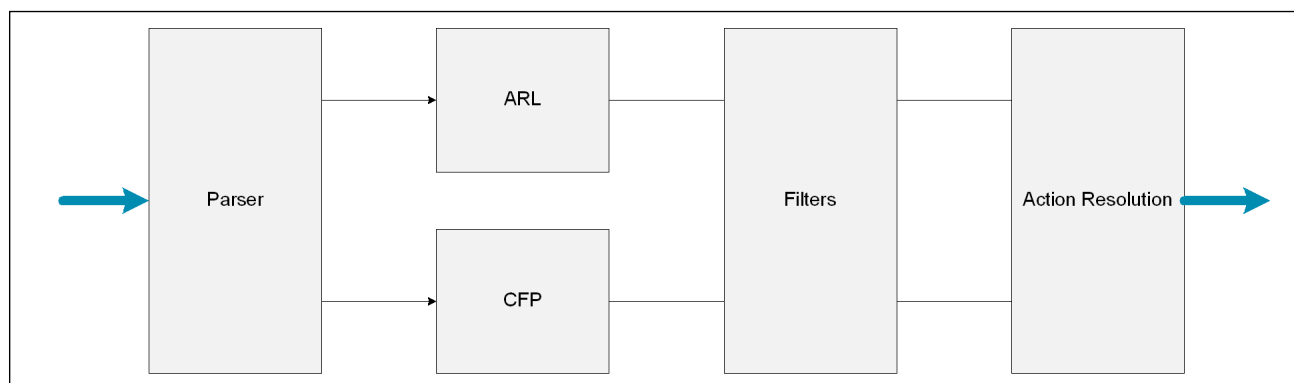 Parser
ARL
CFP
Filters
Action Resolution